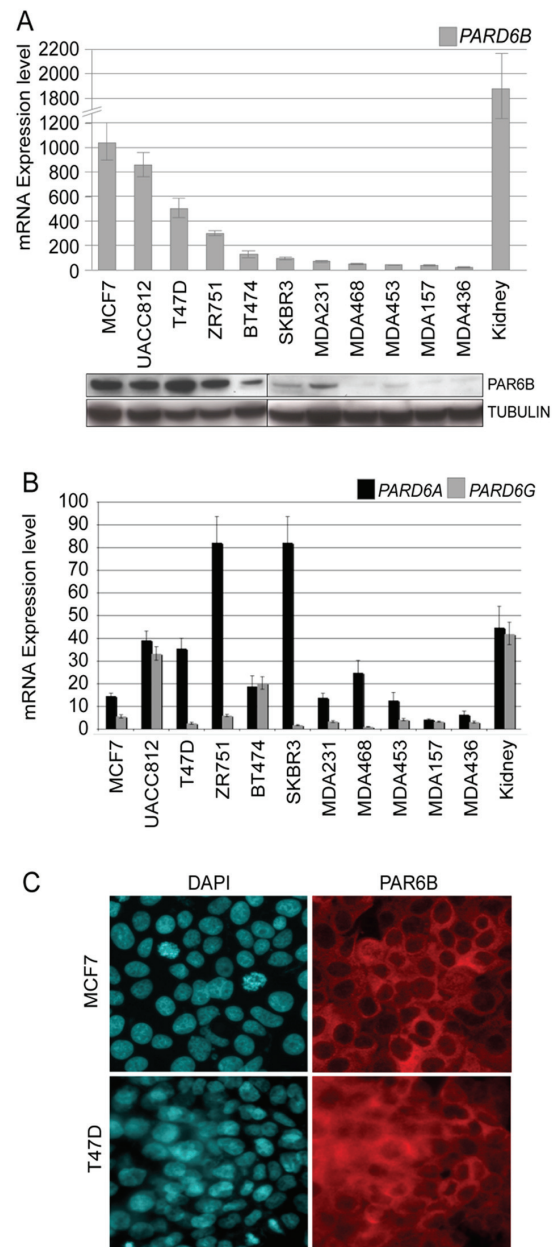 A
PARD6B
mRNA Expression level
2200
2000
1800
1200
1000
800
600
400
200
0
MCF7
UACC812
T47D
ZR751
BT474
SKBR3
MDA231
MDA468
MDA453
MDA157
MDA436
Kidney
PAR6B
TUBULIN
B
PARD6A PARD6G
mRNA Expression level
100
90
80
70
60
50
40
30
20
10
0
MCF7
UACC812
T47D
ZR751
BT474
SKBR3
MDA231
MDA468
MDA453
MDA157
MDA436
Kidney
C
DAPI PAR6B
MCF7
T47D